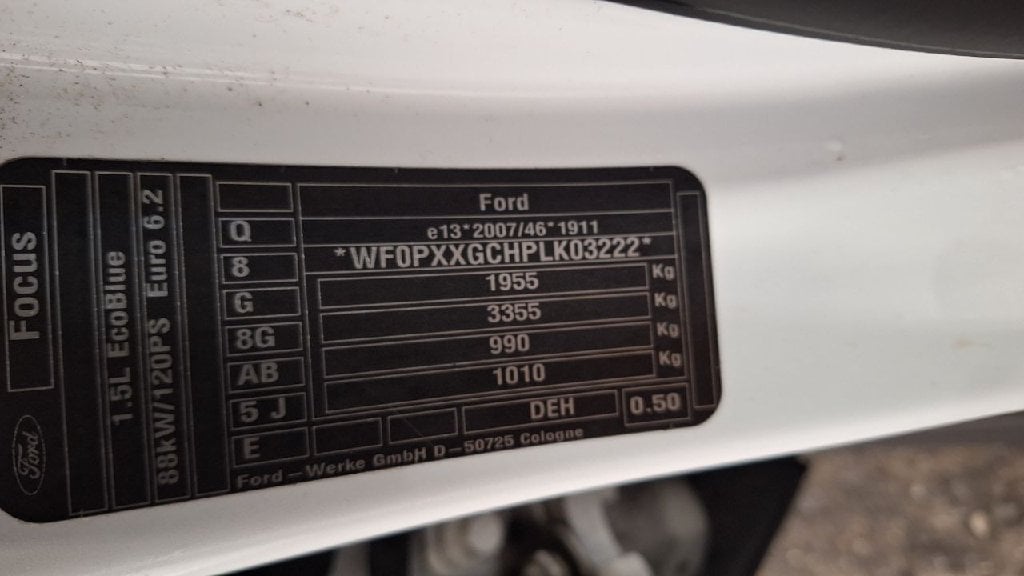 FOCUS
Ford
1.5L EcoBlue
88kW/120PS Euro 6.2
Q
8
G
8G
AB
5 J
E
Ford
e13*2007/46*1911
*WF0PXXGCHPLK03222*
1955 Kg
3355 Kg
990 Kg
1010 Kg
DEH 0.50
Ford-Werke GmbH D-50725 Cologne